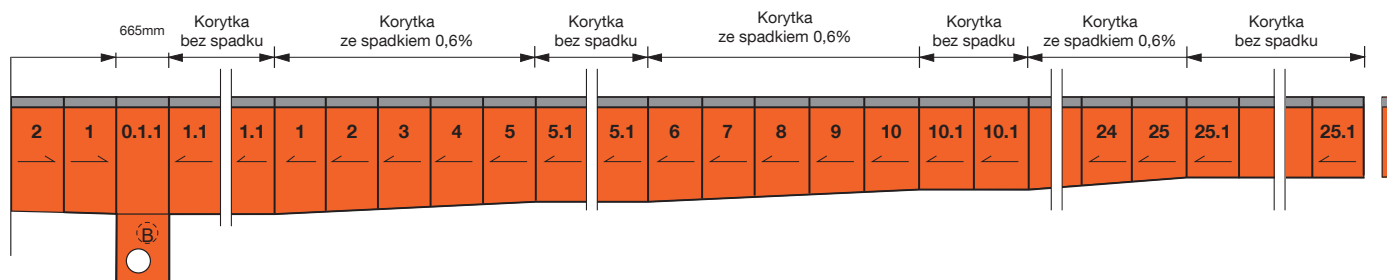 665mm
Korytka
bez spadku
Korytka
ze spadkiem 0,6%
Korytka
bez spadku
Korytka
ze spadkiem 0,6%
Korytka
bez spadku
Korytka
ze spadkiem 0,6%
Korytka
bez spadku
2 1 0.1.1 1.1 1.1 1 2 3 4 5 5.1 5.1 6 7 8 9 10 10.1 10.1 24 25 25.1 25.1
B